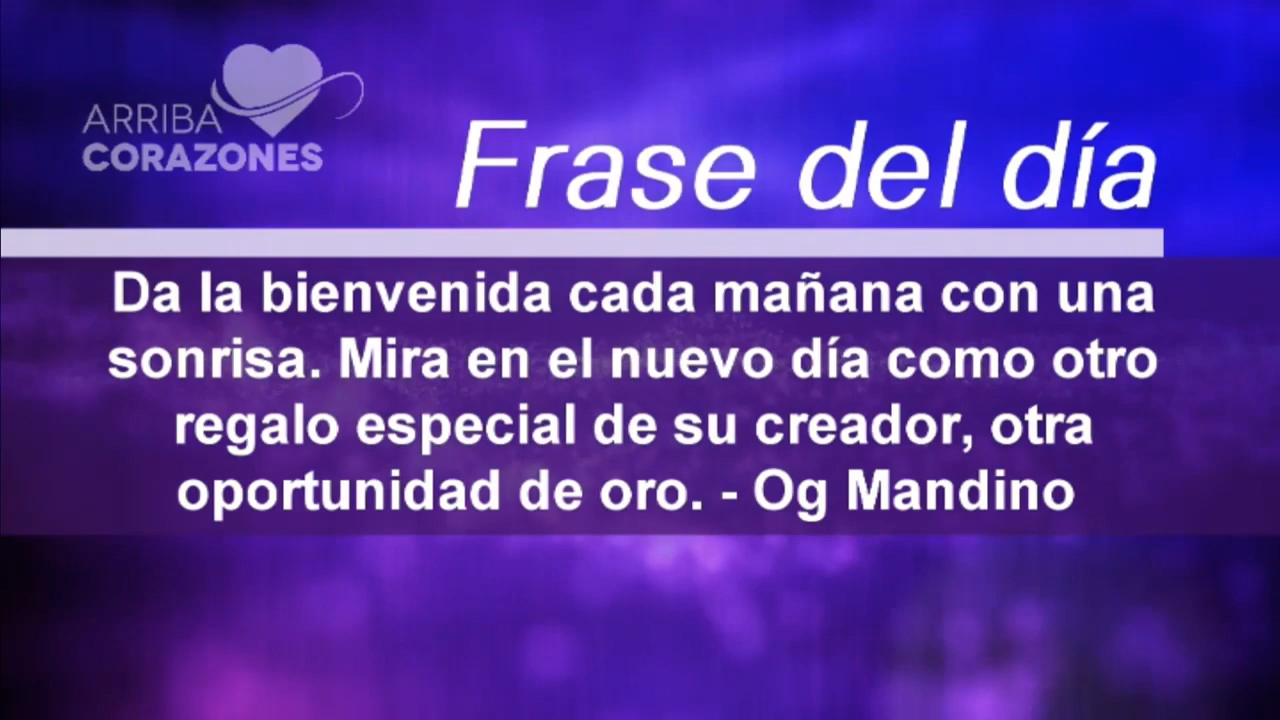 ARRIBA
CORAZONES
Frase del día
Da la bienvenida cada mañana con una
sonrisa. Mira en el nuevo día como otro
regalo especial de su creador, otra
oportunidad de oro. - Og Mandino